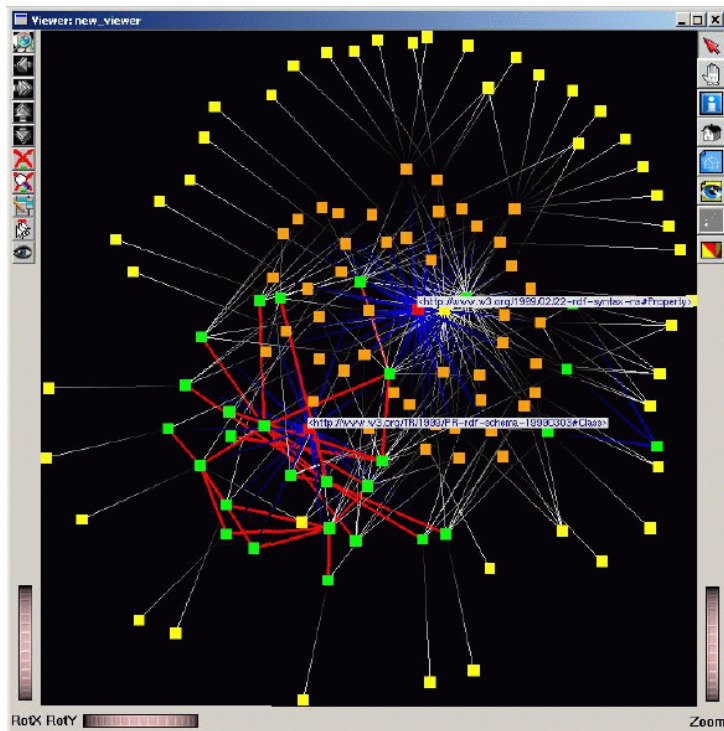 Viewer: new_viewer
<http://www.w3.org/1999/02/22-rdf-syntax-ns#Property>
<http://www.w3.org/TR/1999/PR-rdf-schema-19990303#Class>
RotX RotY
Zoom